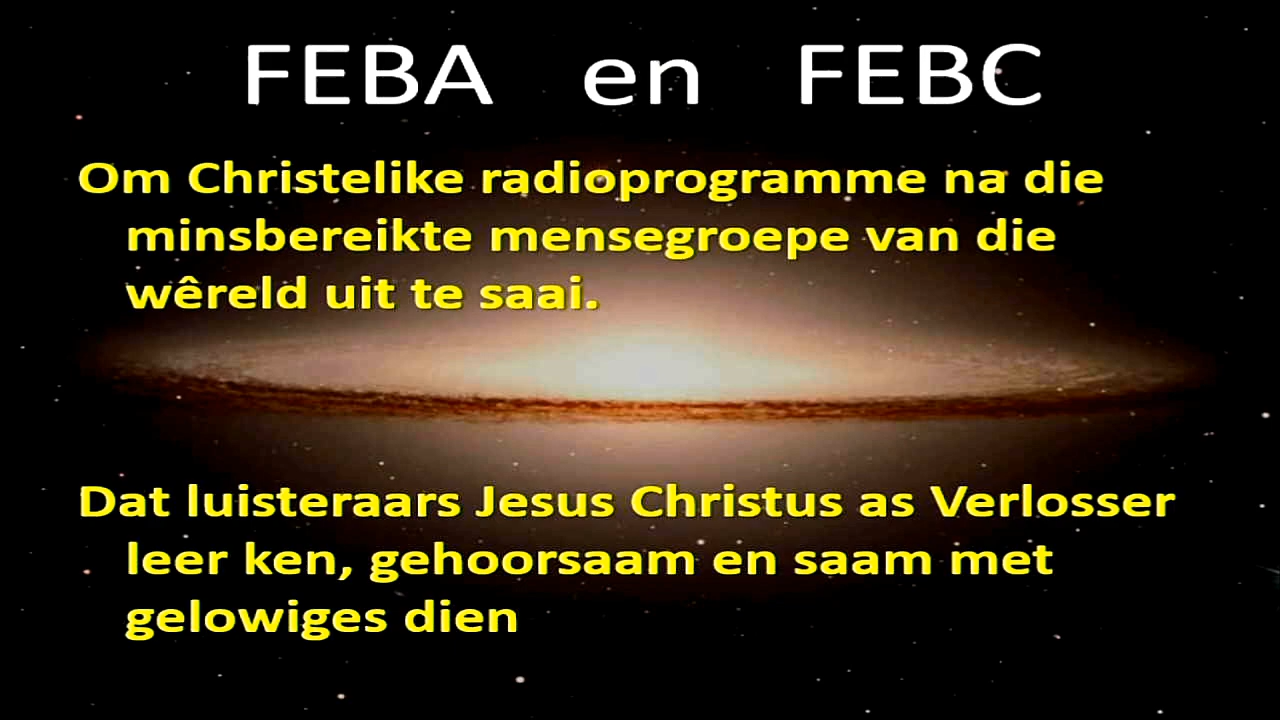 FEBA en FEBC
Om Christelike radioprogramme na die
minsbereikte mensegroepe van die
wêreld uit te saai.
Dat luisteraars Jesus Christus as Verlosser
leer ken, gehoorsaam en saam met
gelowiges dien